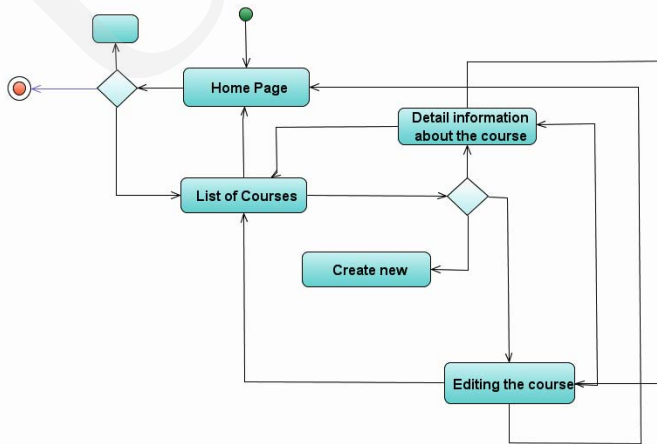 Home Page
Detail information
about the course
List of Courses
Create new
Editing the course